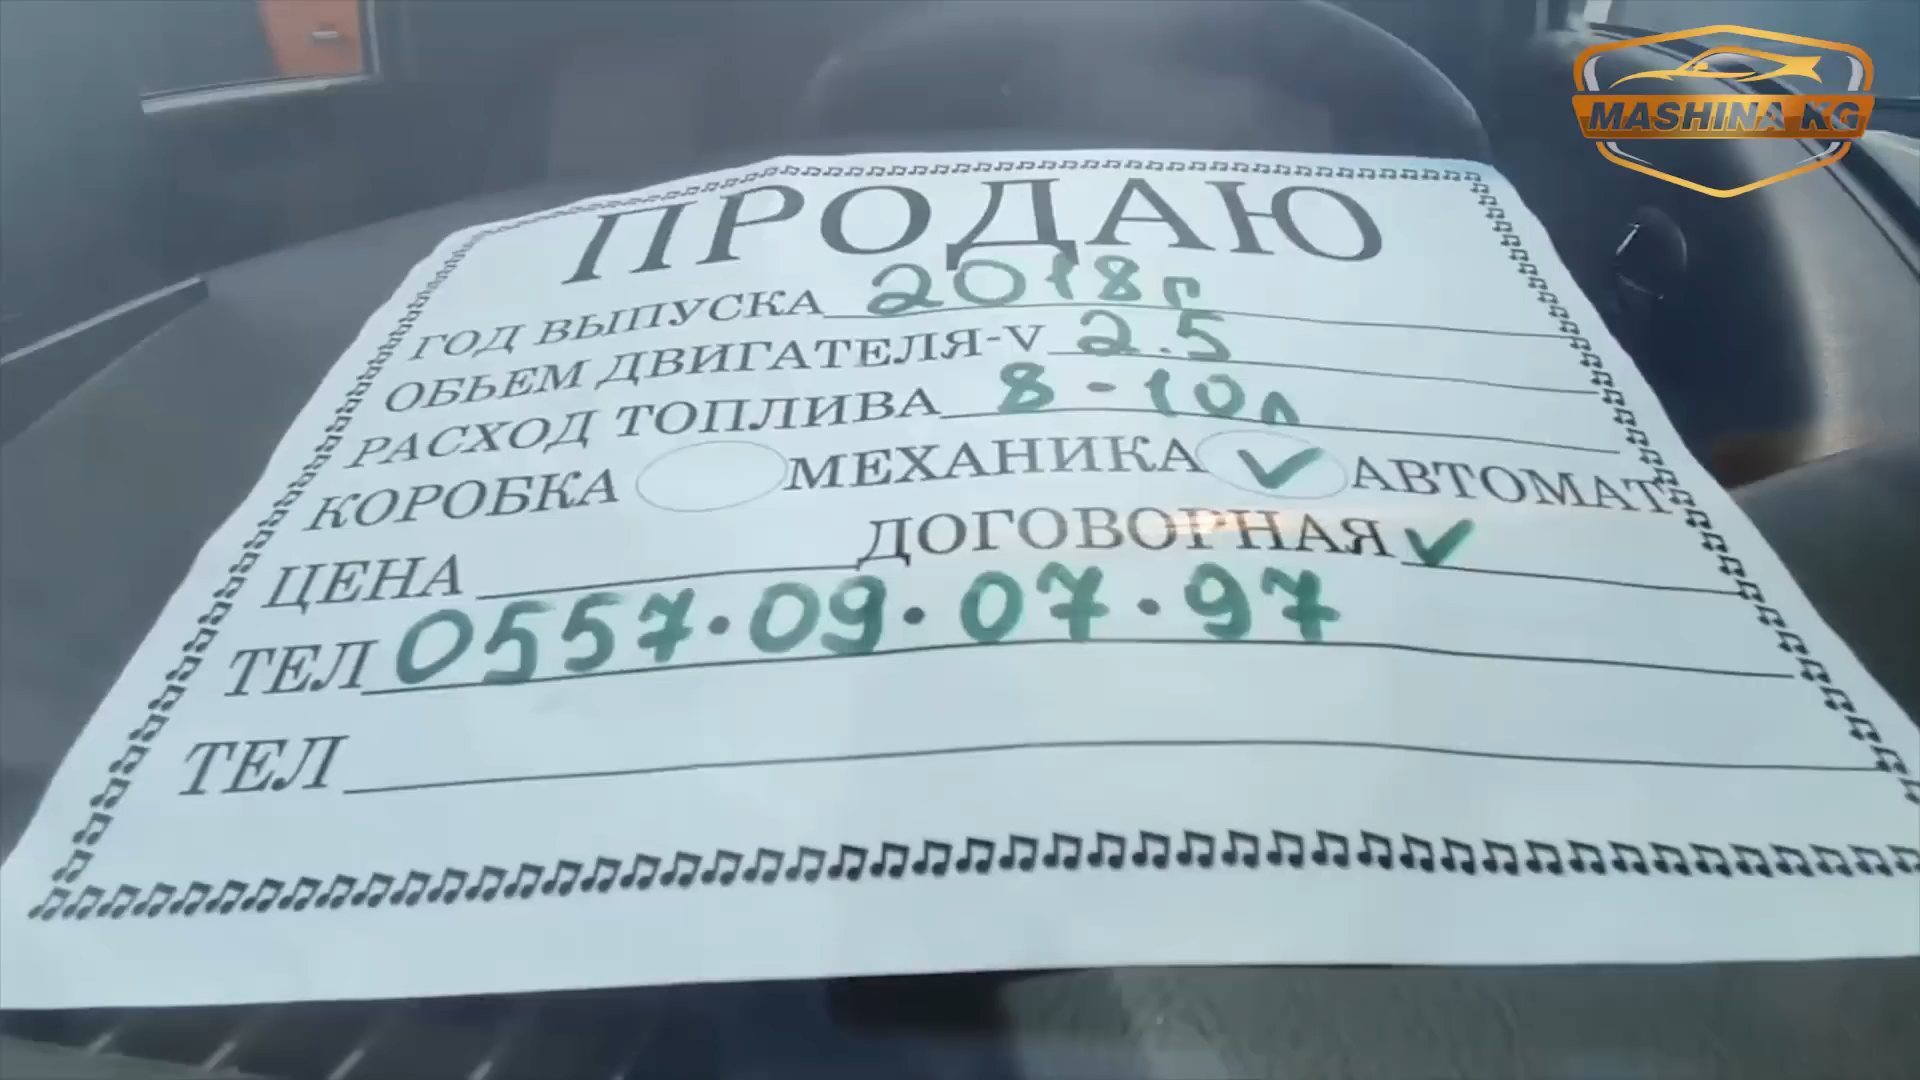 MASHINA KG
ПРОДАЮ
ГОД ВЫПУСКА 2018г
ОБЬЕМ ДВИГАТЕЛЯ-V 2.5
РАСХОД ТОПЛИВА 8-10л
КОРОБКА МЕХАНИКА ✓ АВТОМАТ
ЦЕНА ДОГОВОРНАЯ ✓
ТЕЛ 0557·09·07·97
ТЕЛ